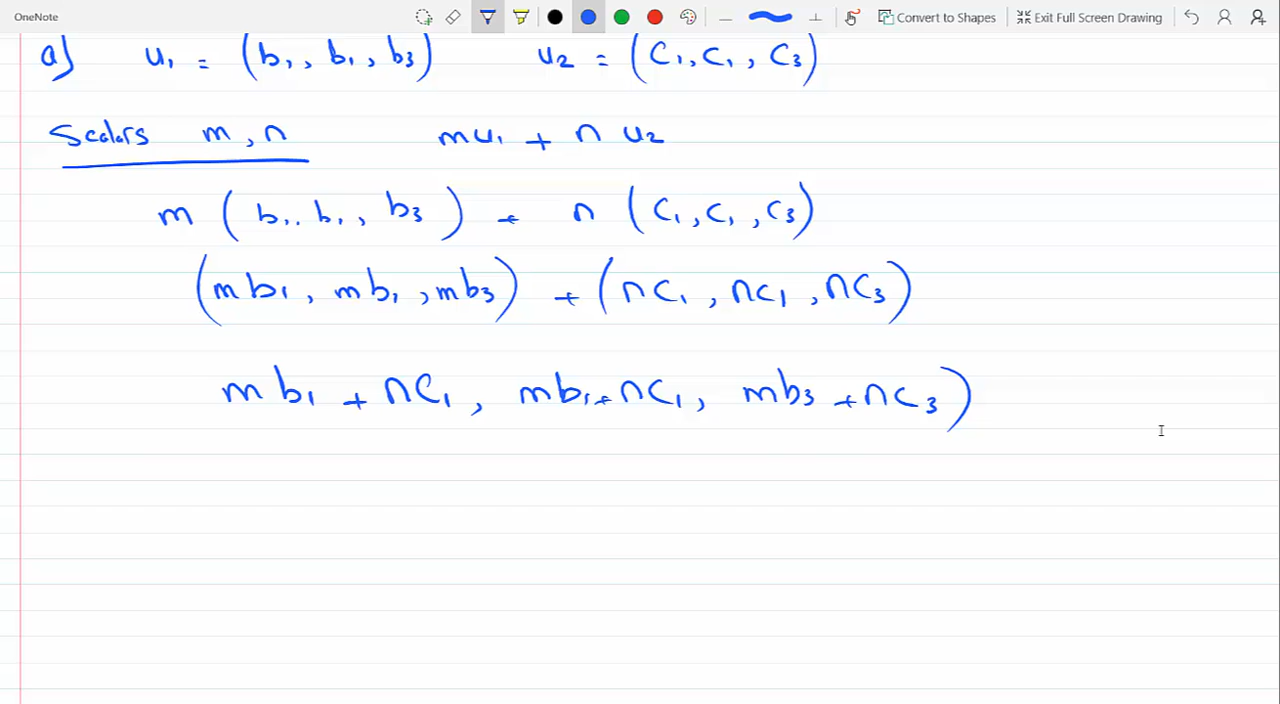 OneNote
Convert to Shapes
Exit Full Screen Drawing
a) u₁ = (b₁, b₁, b₃) u₂ = (c₁, c₁, c₃)
Scalars m, n mu₁ + n u₂
m (b₁, b₁, b₃) + n (c₁, c₁, c₃)
(mb₁, mb₁, mb₃) + (nc₁, nc₁, nc₃)
mb₁ + nc₁, mb₁+nc₁, mb₃ + nc₃)